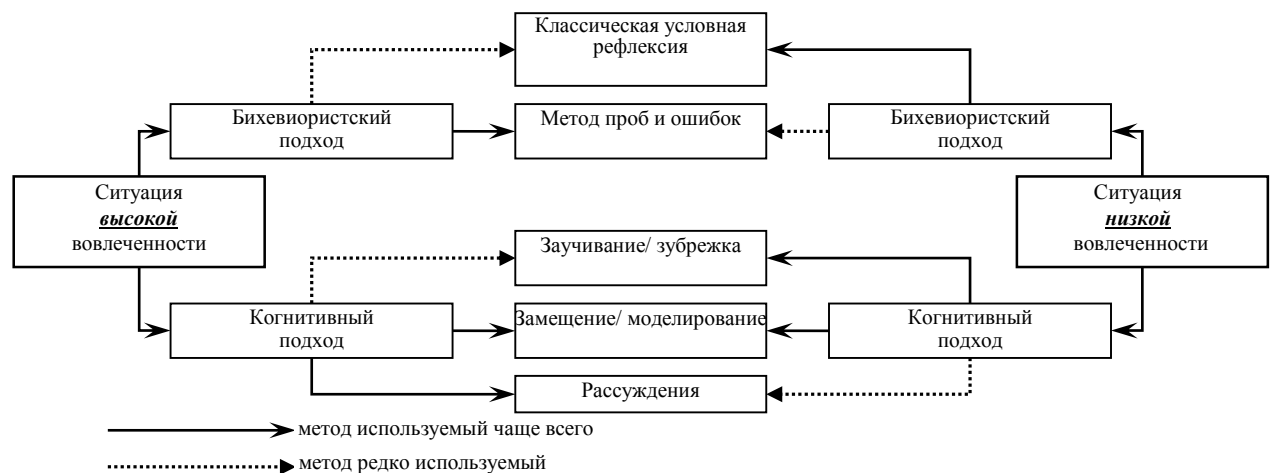 Классическая условная
рефлексия
Бихевиористский
подход
Метод проб и ошибок
Бихевиористский
подход
Ситуация
высокой
вовлеченности
Ситуация
низкой
вовлеченности
Заучивание/ зубрежка
Когнитивный
подход
Замещение/ моделирование
Когнитивный
подход
Рассуждения
метод используемый чаще всего
метод редко используемый